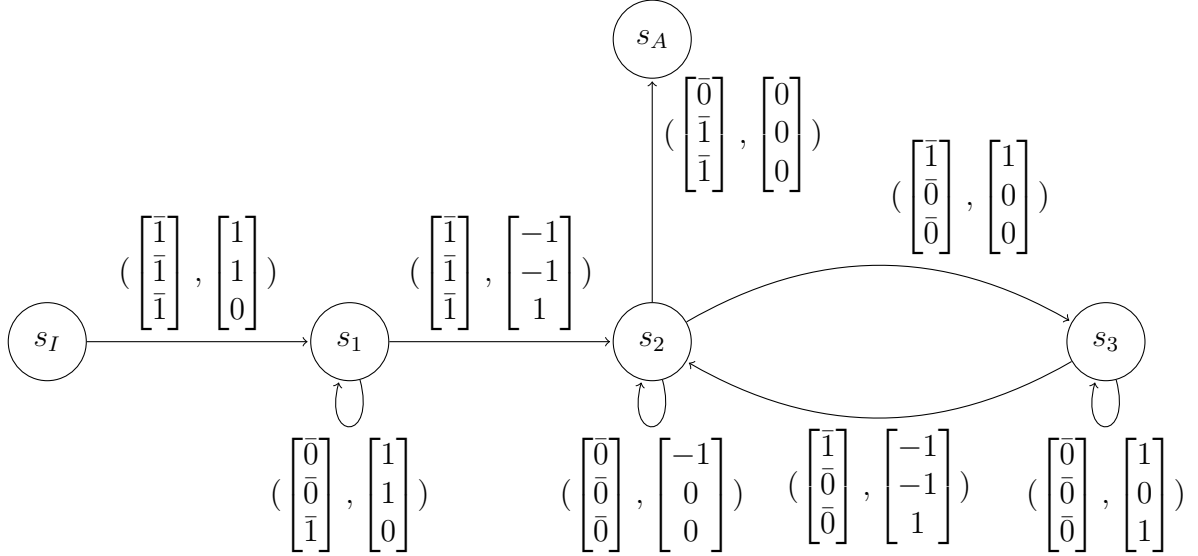 s_A
([0̄ 1̄ 1̄], [0 0 0])
([1̄ 0̄ 0̄], [1 0 0])
([1̄ 1̄ 1̄], [1 1 0])
([1̄ 1̄ 1̄], [−1 −1 1])
s_I
s_1
s_2
s_3
([0̄ 0̄ 1̄], [1 1 0])
([0̄ 0̄ 0̄], [−1 0 0])
([1̄ 0̄ 0̄], [−1 −1 1])
([0̄ 0̄ 0̄], [1 0 1])